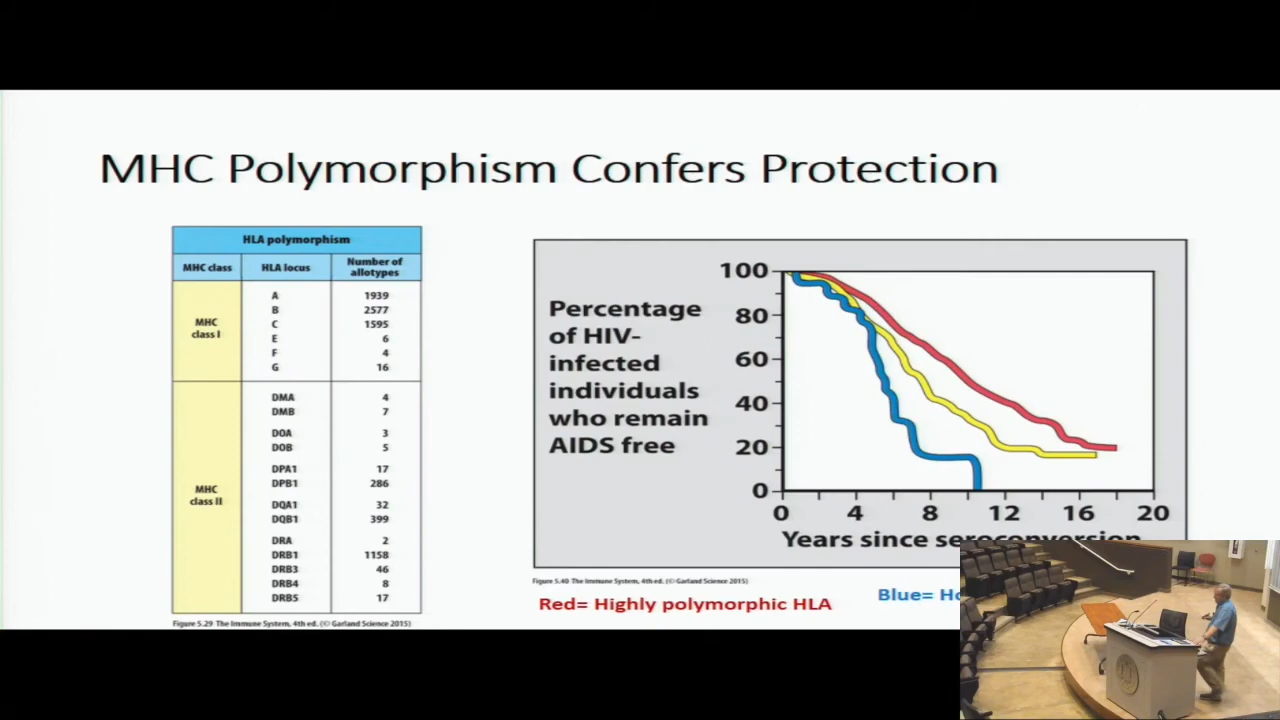 MHC Polymorphism Confers Protection
HLA polymorphism
MHC class HLA locus Number of allotypes
MHC class I
A 1939
B 2577
C 1595
E 6
F 4
G 16
MHC class II
DMA 4
DMB 7
DOA 3
DOB 5
DPA1 17
DPB1 286
DQA1 32
DQB1 399
DRA 2
DRB1 1158
DRB3 46
DRB4 8
DRB5 17
Figure 5.29 The Immune System, 4th ed. (© Garland Science 2015)
Percentage
of HIV-
infected
individuals
who remain
AIDS free
100
80
60
40
20
0
0 4 8 12 16 20
Years since seroconversion
Figure 5.40 The Immune System, 4th ed. (© Garland Science 2015)
Red= Highly polymorphic HLA
Blue=